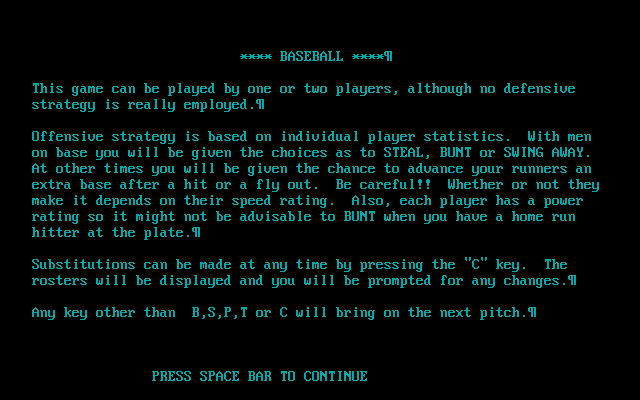 **** BASEBALL ****¶
This game can be played by one or two players, although no defensive
strategy is really employed.¶
Offensive strategy is based on individual player statistics.  With men
on base you will be given the choices as to STEAL, BUNT or SWING AWAY.
At other times you will be given the chance to advance your runners an
extra base after a hit or a fly out.  Be careful!!  Whether or not they
make it depends on their speed rating.  Also, each player has a power
rating so it might not be advisable to BUNT when you have a home run
hitter at the plate.¶
Substitutions can be made at any time by pressing the "C" key.  The
rosters will be displayed and you will be prompted for any changes.¶
Any key other than  B,S,P,T or C will bring on the next pitch.¶
PRESS SPACE BAR TO CONTINUE